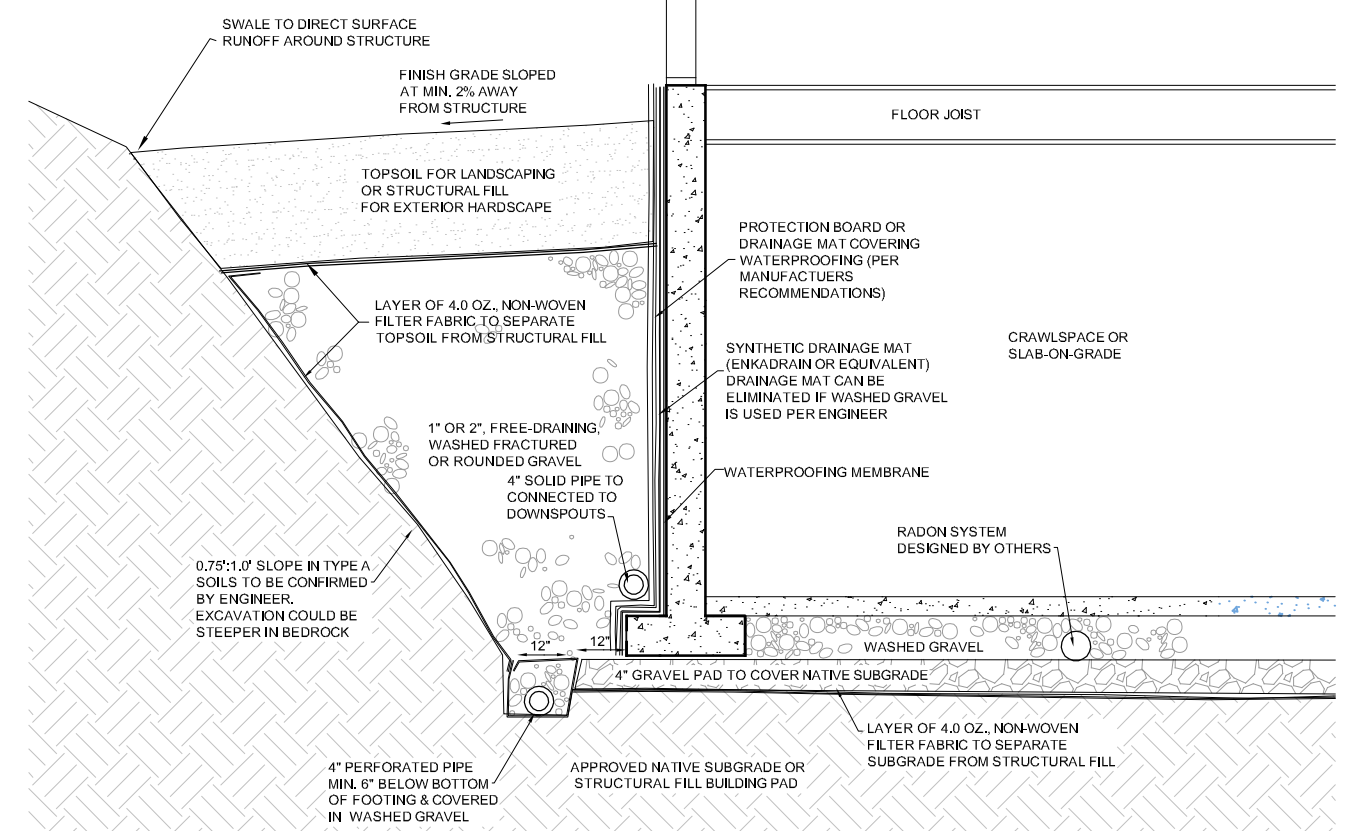 SWALE TO DIRECT SURFACE
RUNOFF AROUND STRUCTURE
FINISH GRADE SLOPED
AT MIN. 2% AWAY
FROM STRUCTURE
FLOOR JOIST
TOPSOIL FOR LANDSCAPING
OR STRUCTURAL FILL
FOR EXTERIOR HARDSCAPE
PROTECTION BOARD OR
DRAINAGE MAT COVERING
WATERPROOFING (PER
MANUFACTUERS
RECOMMENDATIONS)
LAYER OF 4.0 OZ., NON-WOVEN
FILTER FABRIC TO SEPARATE
TOPSOIL FROM STRUCTURAL FILL
CRAWLSPACE OR
SLAB-ON-GRADE
SYNTHETIC DRAINAGE MAT
(ENKADRAIN OR EQUIVALENT)
DRAINAGE MAT CAN BE
ELIMINATED IF WASHED GRAVEL
IS USED PER ENGINEER
1" OR 2", FREE-DRAINING,
WASHED FRACTURED
OR ROUNDED GRAVEL
WATERPROOFING MEMBRANE
4" SOLID PIPE TO
CONNECTED TO
DOWNSPOUTS
RADON SYSTEM
DESIGNED BY OTHERS
0.75':1.0' SLOPE IN TYPE A
SOILS TO BE CONFIRMED
BY ENGINEER.
EXCAVATION COULD BE
STEEPER IN BEDROCK
12"
12"
WASHED GRAVEL
4" GRAVEL PAD TO COVER NATIVE SUBGRADE
LAYER OF 4.0 OZ., NON-WOVEN
FILTER FABRIC TO SEPARATE
SUBGRADE FROM STRUCTURAL FILL
4" PERFORATED PIPE
MIN. 6" BELOW BOTTOM
OF FOOTING & COVERED
IN WASHED GRAVEL
APPROVED NATIVE SUBGRADE OR
STRUCTURAL FILL BUILDING PAD